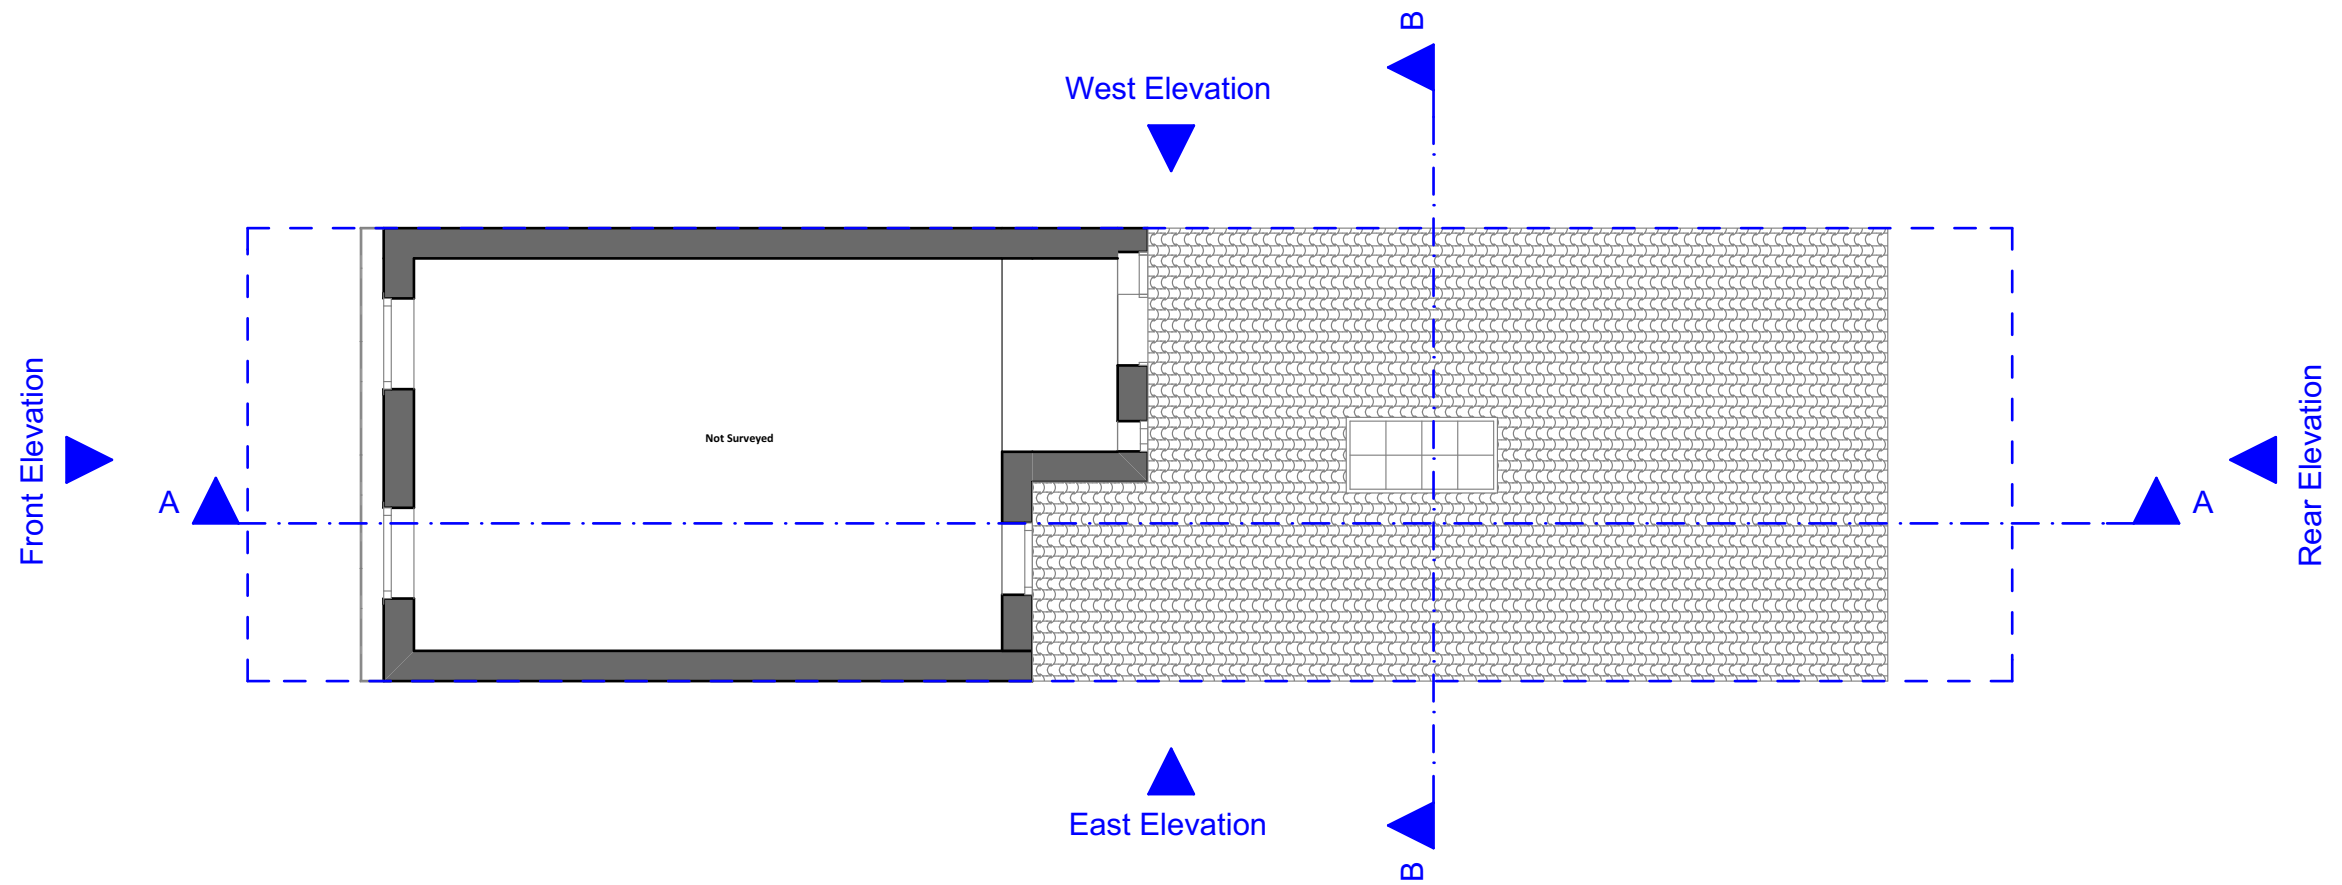 B
West Elevation
Front Elevation
Not Surveyed
Rear Elevation
A
A
East Elevation
B